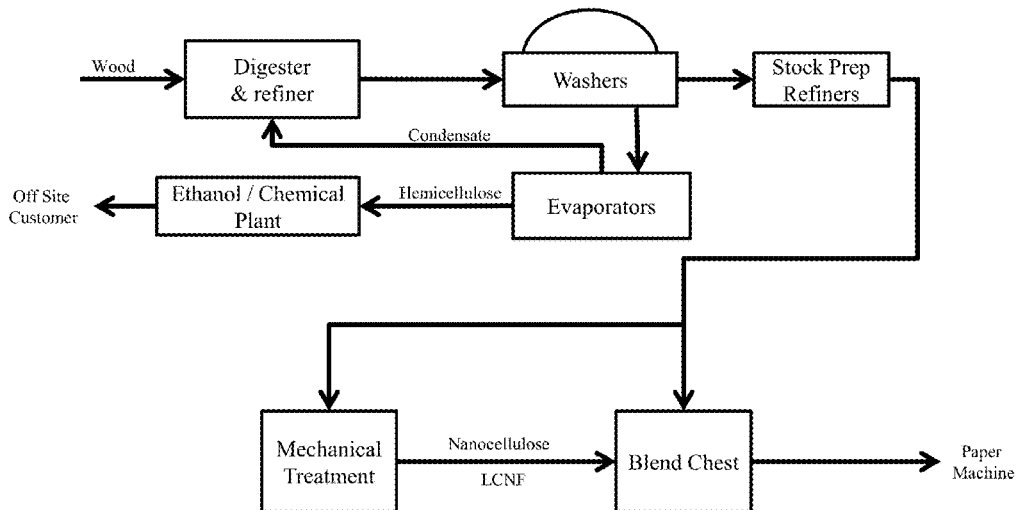 Wood
Digester
& refiner
Washers
Stock Prep
Refiners
Condensate
Off Site
Customer
Ethanol / Chemical
Plant
Hemicellulose
Evaporators
Mechanical
Treatment
Nanocellulose
LCNF
Blend Chest
Paper
Machine